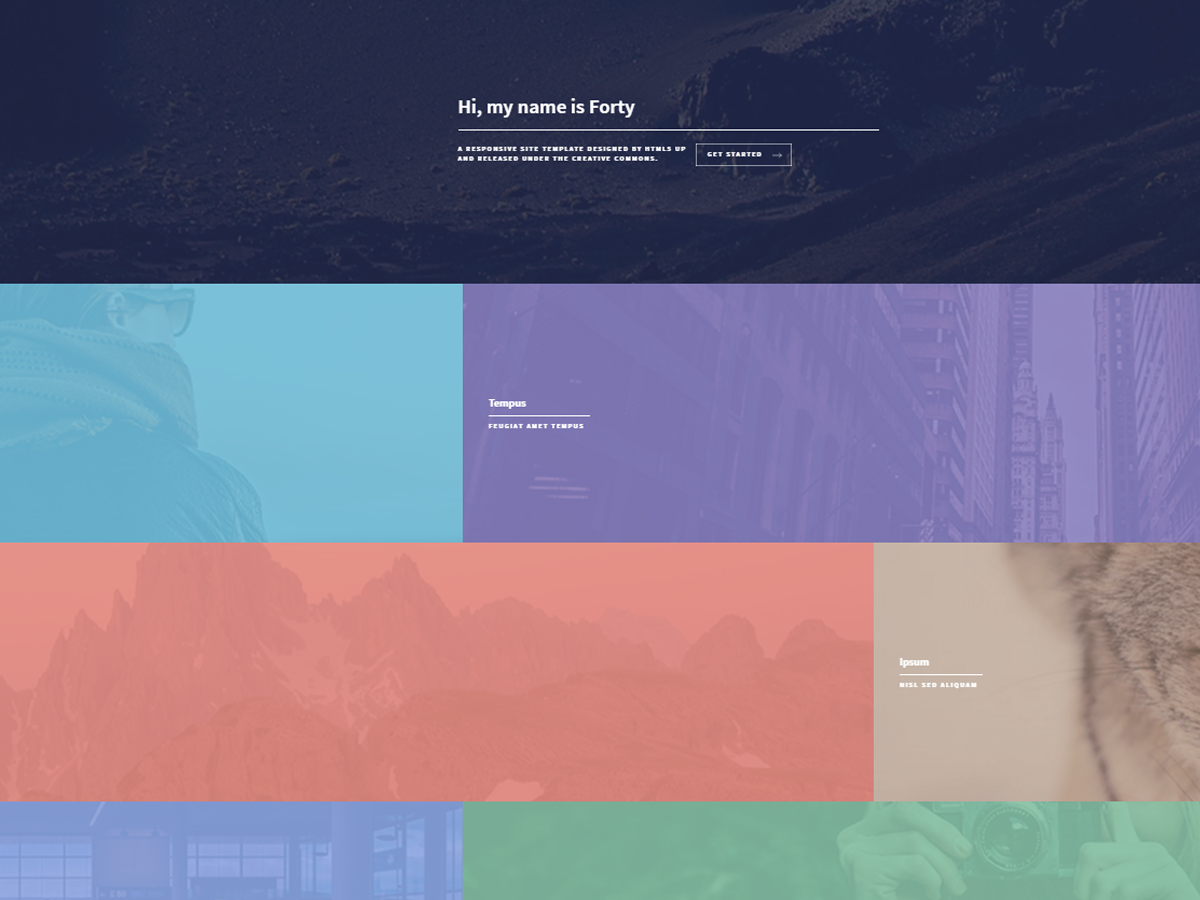 Hi, my name is Forty
A RESPONSIVE SITE TEMPLATE DESIGNED BY HTML5 UP
AND RELEASED UNDER THE CREATIVE COMMONS.
GET STARTED
Tempus
FEUGIAT AMET TEMPUS
Ipsum
NISL SED ALIQUAM